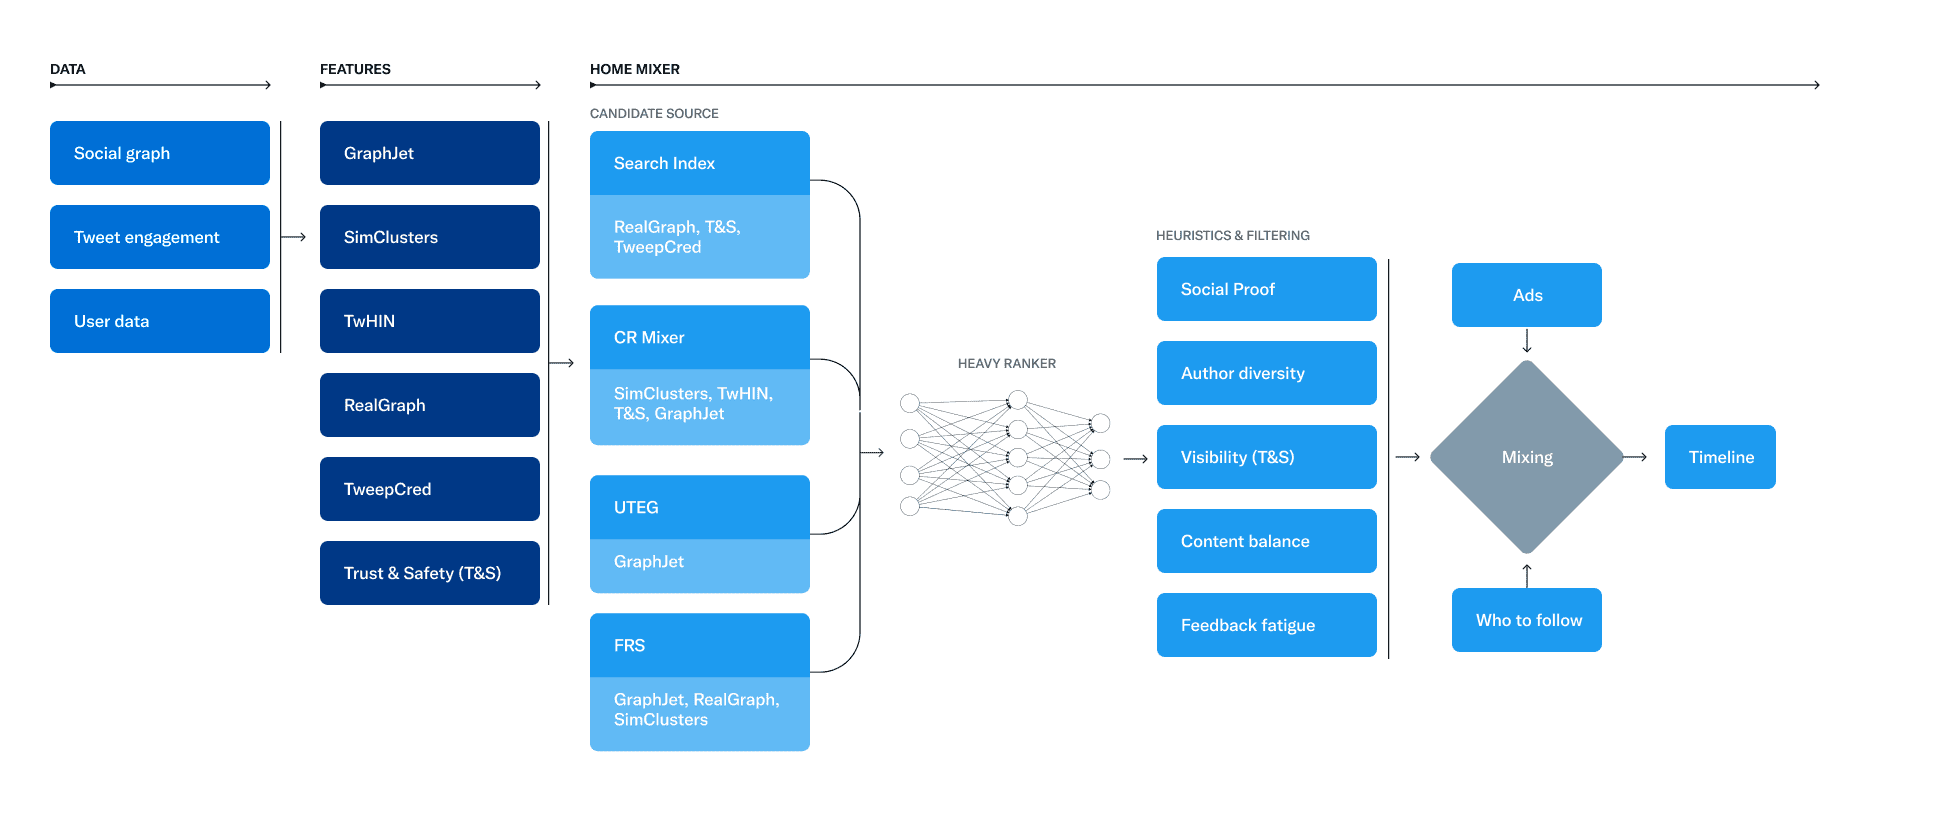 DATA
Social graph
Tweet engagement
User data
FEATURES
GraphJet
SimClusters
TwHIN
RealGraph
TweepCred
Trust & Safety (T&S)
HOME MIXER
CANDIDATE SOURCE
Search Index
RealGraph, T&S,
TweepCred
CR Mixer
SimClusters, TwHIN,
T&S, GraphJet
UTEG
GraphJet
FRS
GraphJet, RealGraph,
SimClusters
HEAVY RANKER
HEURISTICS & FILTERING
Social Proof
Author diversity
Visibility (T&S)
Content balance
Feedback fatigue
Ads
Mixing
Who to follow
Timeline